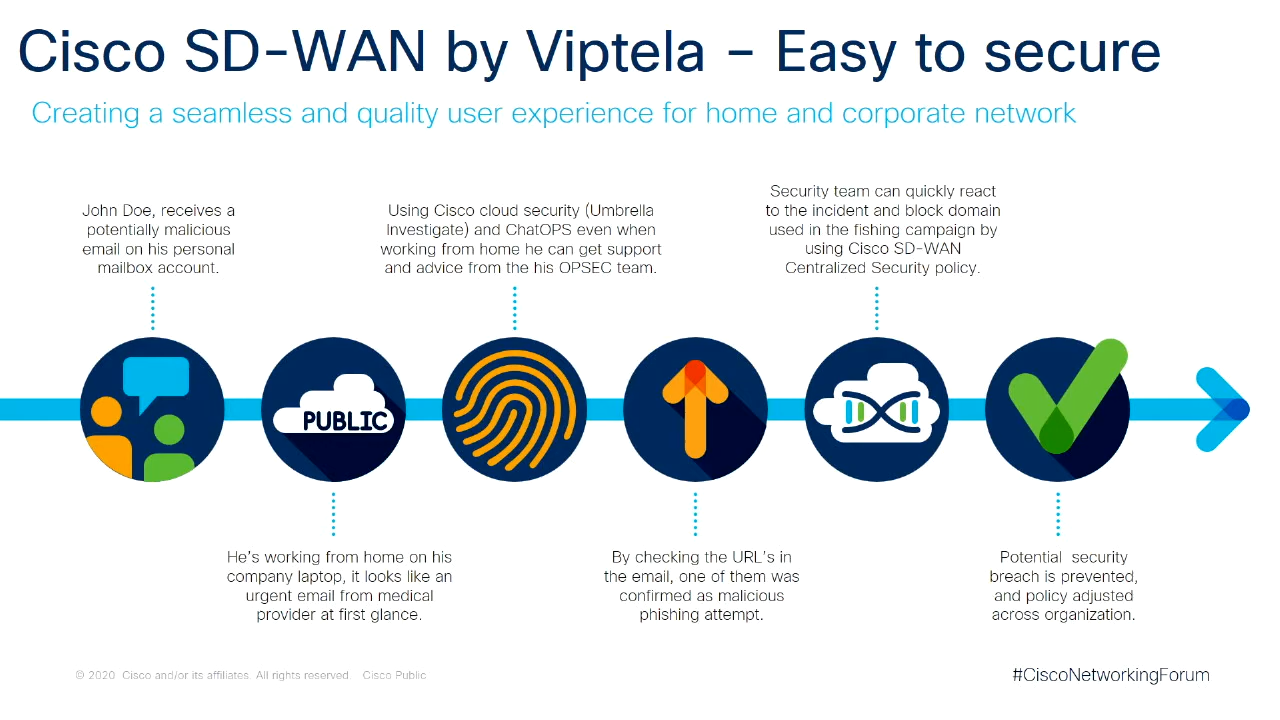 Cisco SD-WAN by Viptela – Easy to secure
Creating a seamless and quality user experience for home and corporate network
John Doe, receives a
potentially malicious
email on his personal
mailbox account.
Using Cisco cloud security (Umbrella
Investigate) and ChatOPS even when
working from home he can get support
and advice from the his OPSEC team.
Security team can quickly react
to the incident and block domain
used in the fishing campaign by
using Cisco SD-WAN
Centralized Security policy.
PUBLIC
He's working from home on his
company laptop, it looks like an
urgent email from medical
provider at first glance.
By checking the URL's in
the email, one of them was
confirmed as malicious
phishing attempt.
Potential  security
breach is prevented,
and policy adjusted
across organization.
© 2020  Cisco and/or its affiliates. All rights reserved.   Cisco Public
#CiscoNetworkingForum